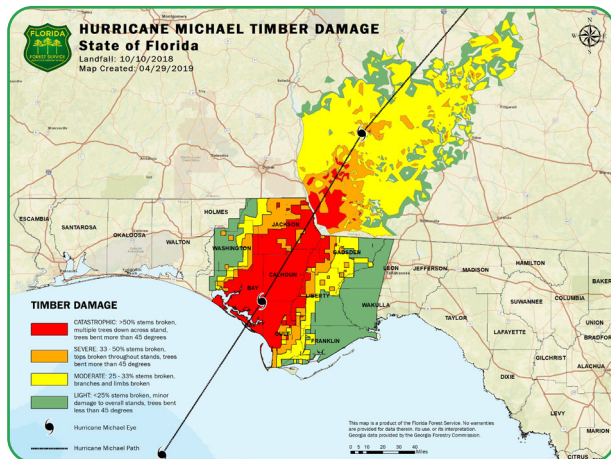 FLORIDA
FOREST SERVICE
HURRICANE MICHAEL TIMBER DAMAGE
State of Florida
Landfall: 10/10/2018
Map Created: 04/29/2019
ESCAMBIA
SANTAROSA
OKALOOSA
WALTON
HOLMES
WASHINGTON
JACKSON
BAY
CALHOUN
GULF
LIBERTY
GADSDEN
FRANKLIN
LEON
Tallahassee
WAKULLA
JEFFERSON
MADISON
TAYLOR
HAMILTON
SUWANNEE
COLUMBIA
LAFAYETTE
UNION
GILCHRIST
ALACHUA
DIXIE
LEVY
MARION
CITRUS
TIMBER DAMAGE
CATASTROPHIC: >50% stems broken,
multiple trees down across stand,
trees bent more than 45 degrees
SEVERE: 33 - 50% stems broken,
tops broken throughout stands, trees
bent more than 45 degrees
MODERATE: 25 - 33% stems broken,
branches and limbs broken
LIGHT: <25% stems broken, minor
damage to overall stands, trees bent
less than 45 degrees
Hurricane Michael Eye
Hurricane Michael Path
This map is a product of the Florida Forest Service. No warranties
are provided for data therein, its use, or its interpretation.
Georgia data provided by the Georgia Forestry Commission.
0 5 10 20 30 40
Miles